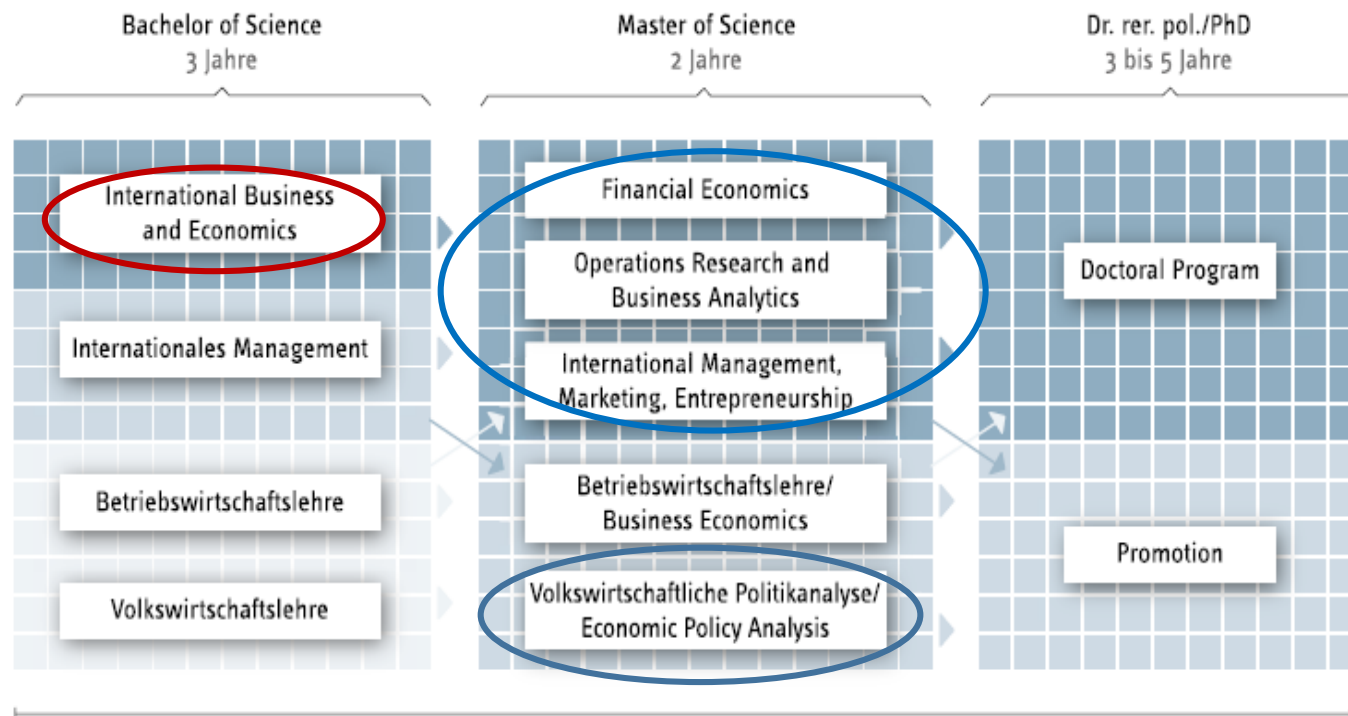 Bachelor of Science
3 Jahre
Master of Science
2 Jahre
Dr. rer. pol./PhD
3 bis 5 Jahre
International Business
and Economics
Internationales Management
Betriebswirtschaftslehre
Volkswirtschaftslehre
Financial Economics
Operations Research and
Business Analytics
International Management,
Marketing, Entrepreneurship
Betriebswirtschaftslehre/
Business Economics
Volkswirtschaftliche Politikanalyse/
Economic Policy Analysis
Doctoral Program
Promotion